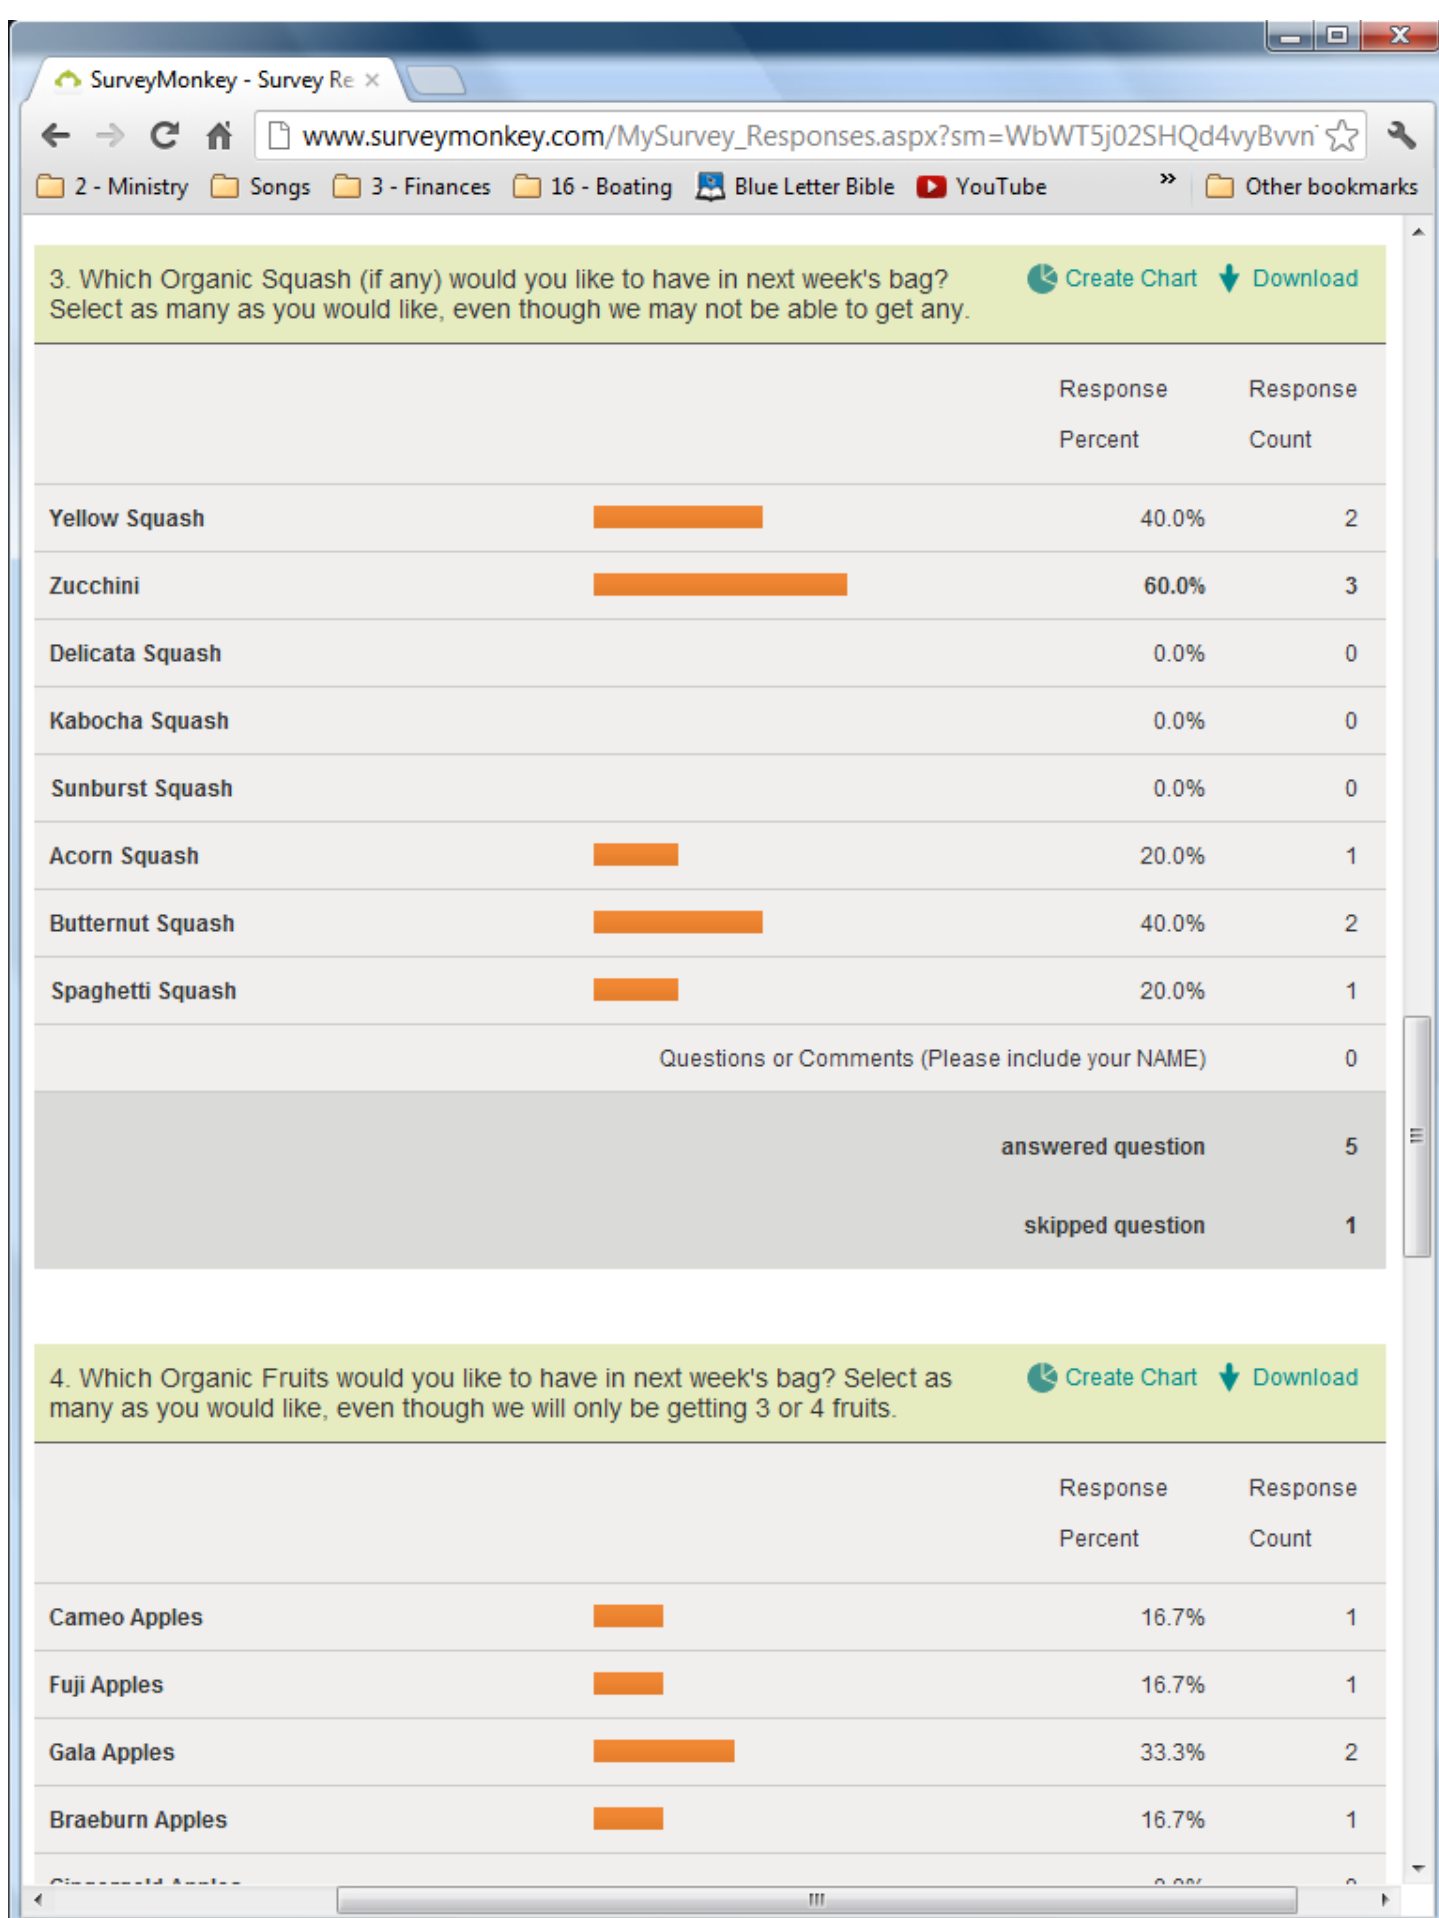 SurveyMonkey - Survey Re
www.surveymonkey.com/MySurvey_Responses.aspx?sm=WbWT5j02SHQd4vyBvvn
2 - Ministry Songs 3 - Finances 16 - Boating Blue Letter Bible YouTube » Other bookmarks
3. Which Organic Squash (if any) would you like to have in next week's bag? Create Chart Download
Select as many as you would like, even though we may not be able to get any.
Response Response
Percent Count
Yellow Squash 40.0% 2
Zucchini 60.0% 3
Delicata Squash 0.0% 0
Kabocha Squash 0.0% 0
Sunburst Squash 0.0% 0
Acorn Squash 20.0% 1
Butternut Squash 40.0% 2
Spaghetti Squash 20.0% 1
Questions or Comments (Please include your NAME) 0
answered question 5
skipped question 1
4. Which Organic Fruits would you like to have in next week's bag? Select as Create Chart Download
many as you would like, even though we will only be getting 3 or 4 fruits.
Response Response
Percent Count
Cameo Apples 16.7% 1
Fuji Apples 16.7% 1
Gala Apples 33.3% 2
Braeburn Apples 16.7% 1